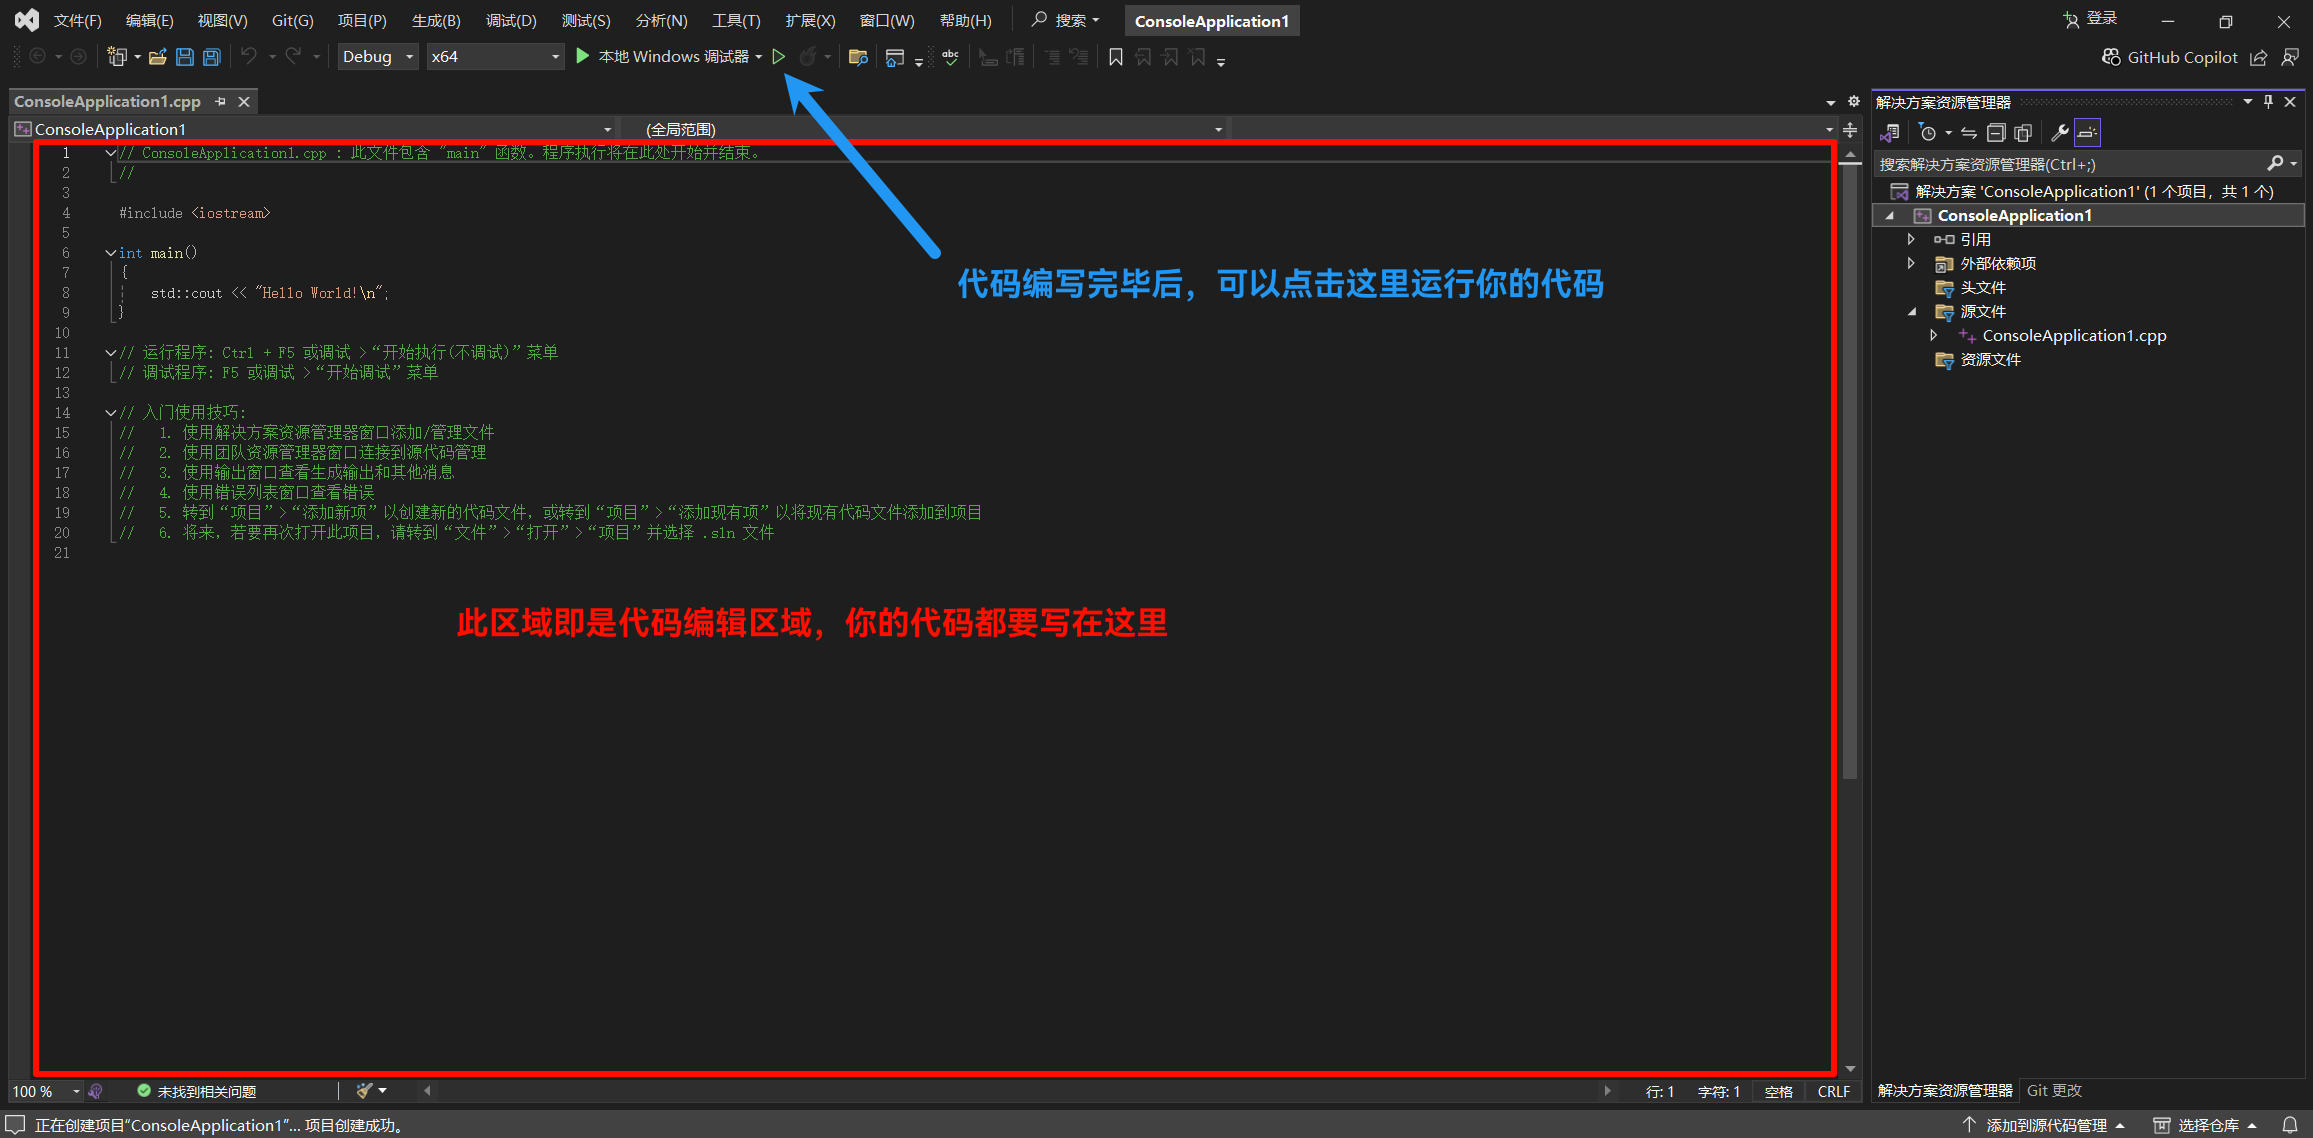 文件(F) 编辑(E) 视图(V) Git(G) 项目(P) 生成(B) 调试(D) 测试(S) 分析(N) 工具(T) 扩展(X) 窗口(W) 帮助(H) 搜索 ConsoleApplication1 登录
Debug x64 本地 Windows 调试器 abc GitHub Copilot
ConsoleApplication1.cpp
ConsoleApplication1 (全局范围)
1 // ConsoleApplication1.cpp : 此文件包含 "main" 函数。程序执行将在此处开始并结束。
2 //
3
4 #include <iostream>
5
6 int main()
7 {
8 std::cout << "Hello World!\n";
9 }
10
11 // 运行程序: Ctrl + F5 或调试 >“开始执行(不调试)”菜单
12 // 调试程序: F5 或调试 >“开始调试”菜单
13
14 // 入门使用技巧:
15 // 1. 使用解决方案资源管理器窗口添加/管理文件
16 // 2. 使用团队资源管理器窗口连接到源代码管理
17 // 3. 使用输出窗口查看生成输出和其他消息
18 // 4. 使用错误列表窗口查看错误
19 // 5. 转到“项目”>“添加新项”以创建新的代码文件，或转到“项目”>“添加现有项”以将现有代码文件添加到项目
20 // 6. 将来，若要再次打开此项目，请转到“文件”>“打开”>“项目”并选择 .sln 文件
21
代码编写完毕后，可以点击这里运行你的代码
此区域即是代码编辑区域，你的代码都要写在这里
解决方案资源管理器
搜索解决方案资源管理器(Ctrl+;)
解决方案 'ConsoleApplication1' (1 个项目，共 1 个)
ConsoleApplication1
引用
外部依赖项
头文件
源文件
ConsoleApplication1.cpp
资源文件
100 % 未找到相关问题 行: 1 字符: 1 空格 CRLF
解决方案资源管理器 Git 更改
正在创建项目"ConsoleApplication1"... 项目创建成功。 添加到源代码管理 选择仓库